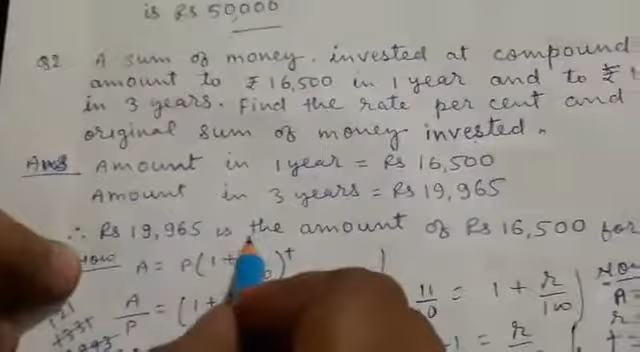 is Rs 50,000
Q2 A sum of money. invested at compound
amount to ₹ 16,500 in 1 year and to ₹ 1
in 3 years. Find the rate per cent and
original sum of money invested.
Ans Amount in 1 year = Rs 16,500
Amount in 3 years = Rs 19,965
∴ Rs 19,965 is the amount of Rs 16,500 for
A = P(1+ )t
A/P = (1+
11/ = 1 + r/100
A=
= r
t=